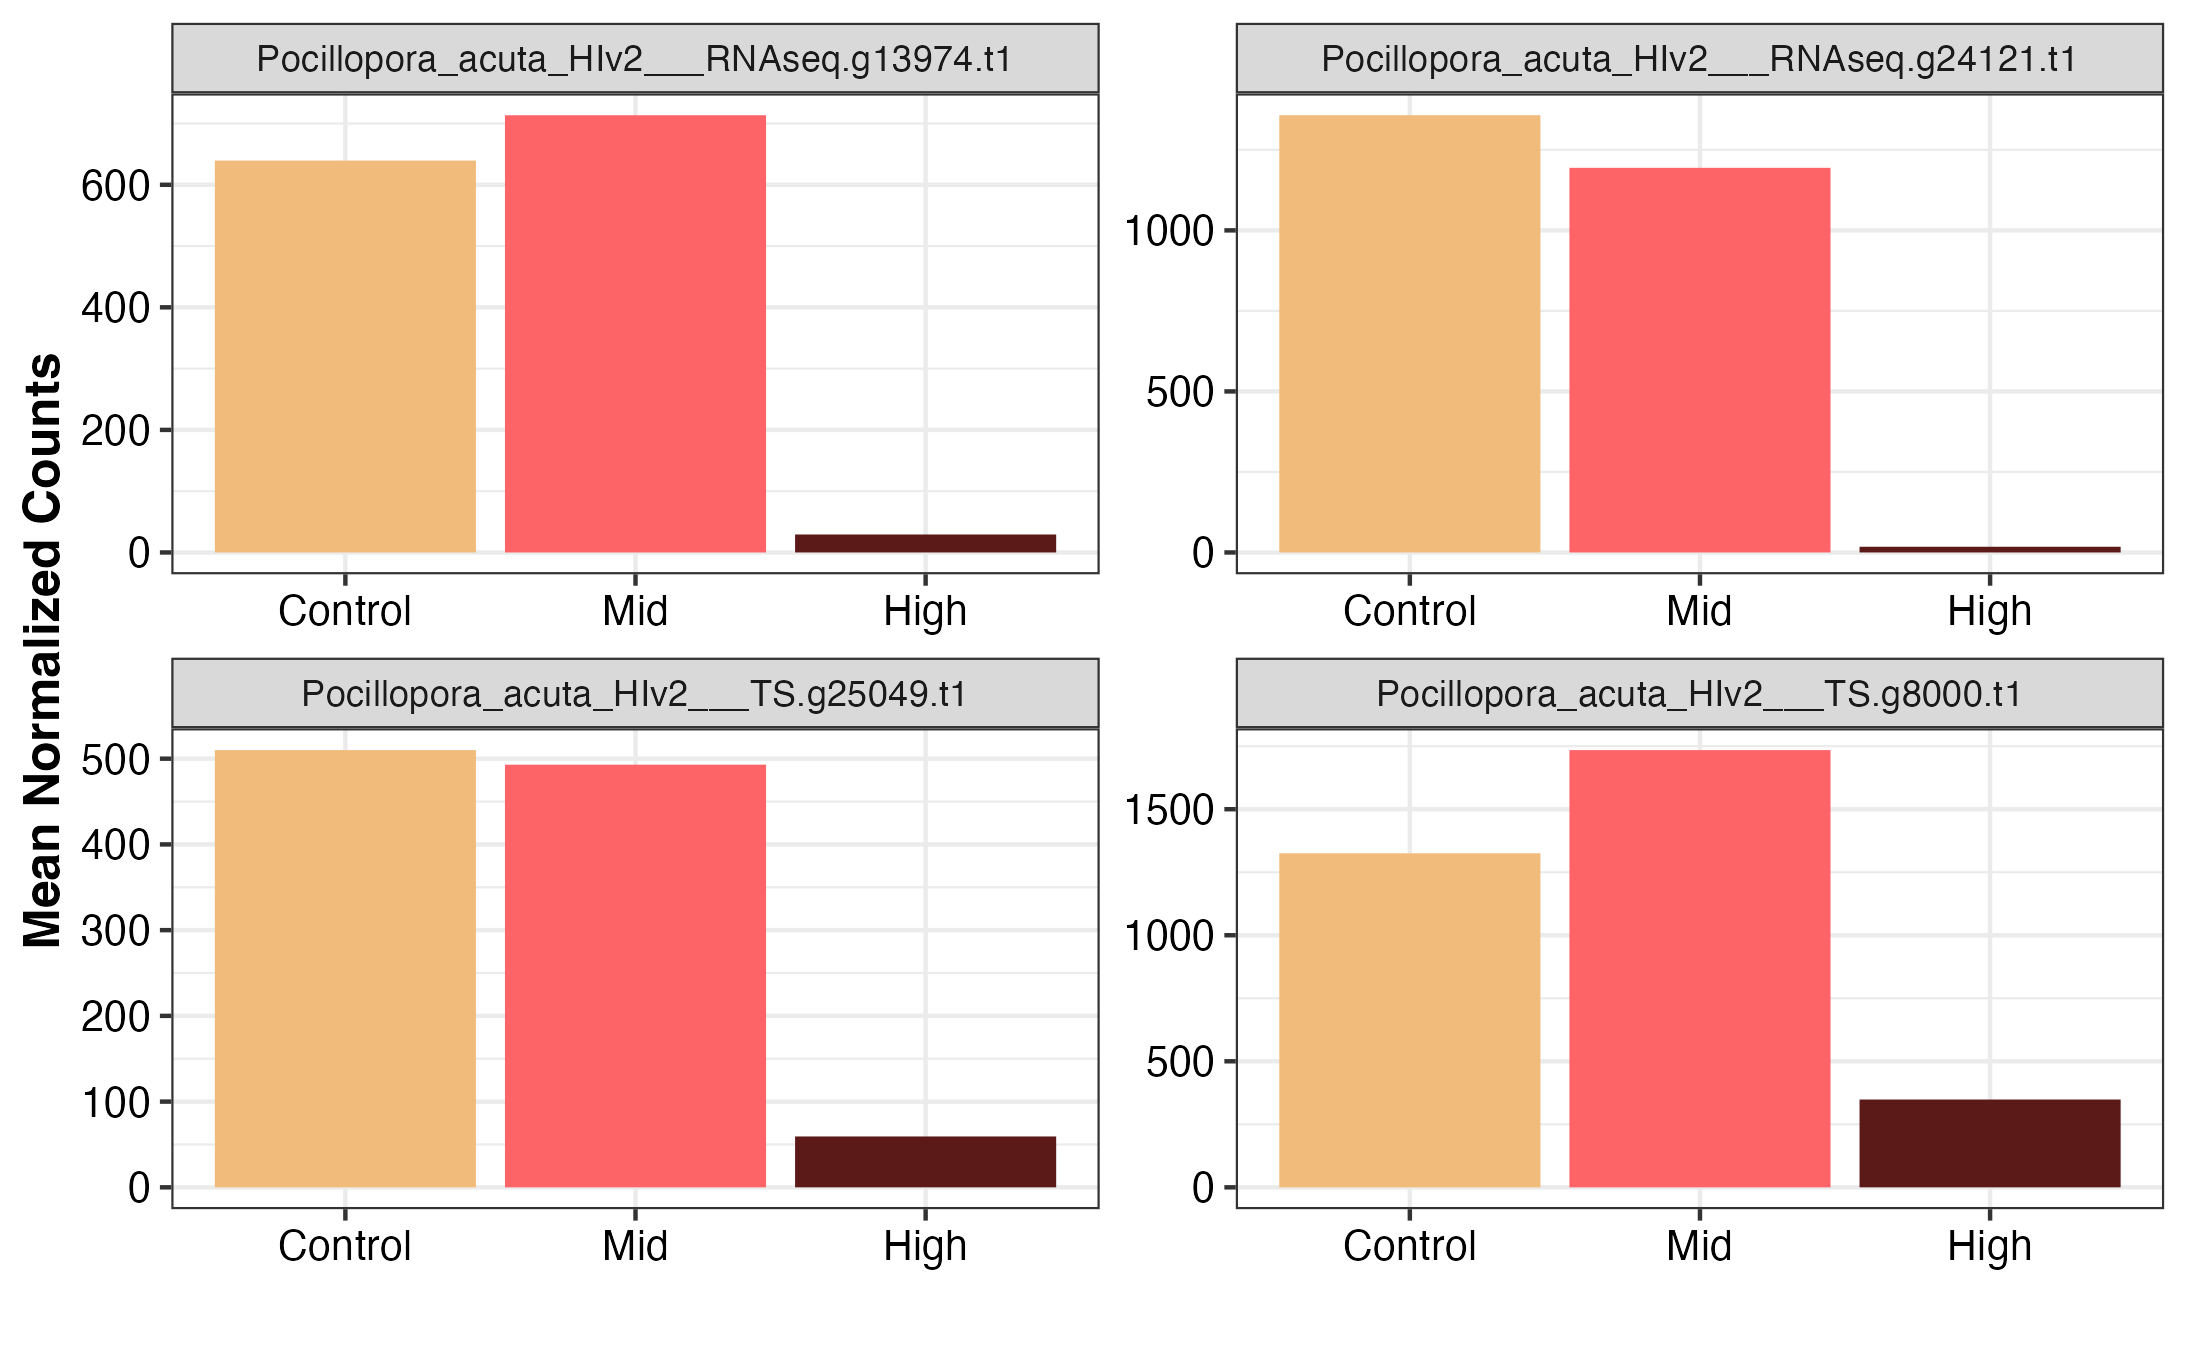 Mean Normalized Counts
Pocillopora_acuta_HIv2___RNAseq.g13974.t1
600
400
200
0
Control Mid High
Pocillopora_acuta_HIv2___RNAseq.g24121.t1
1000
500
0
Control Mid High
Pocillopora_acuta_HIv2___TS.g25049.t1
500
400
300
200
100
0
Control Mid High
Pocillopora_acuta_HIv2___TS.g8000.t1
1500
1000
500
0
Control Mid High